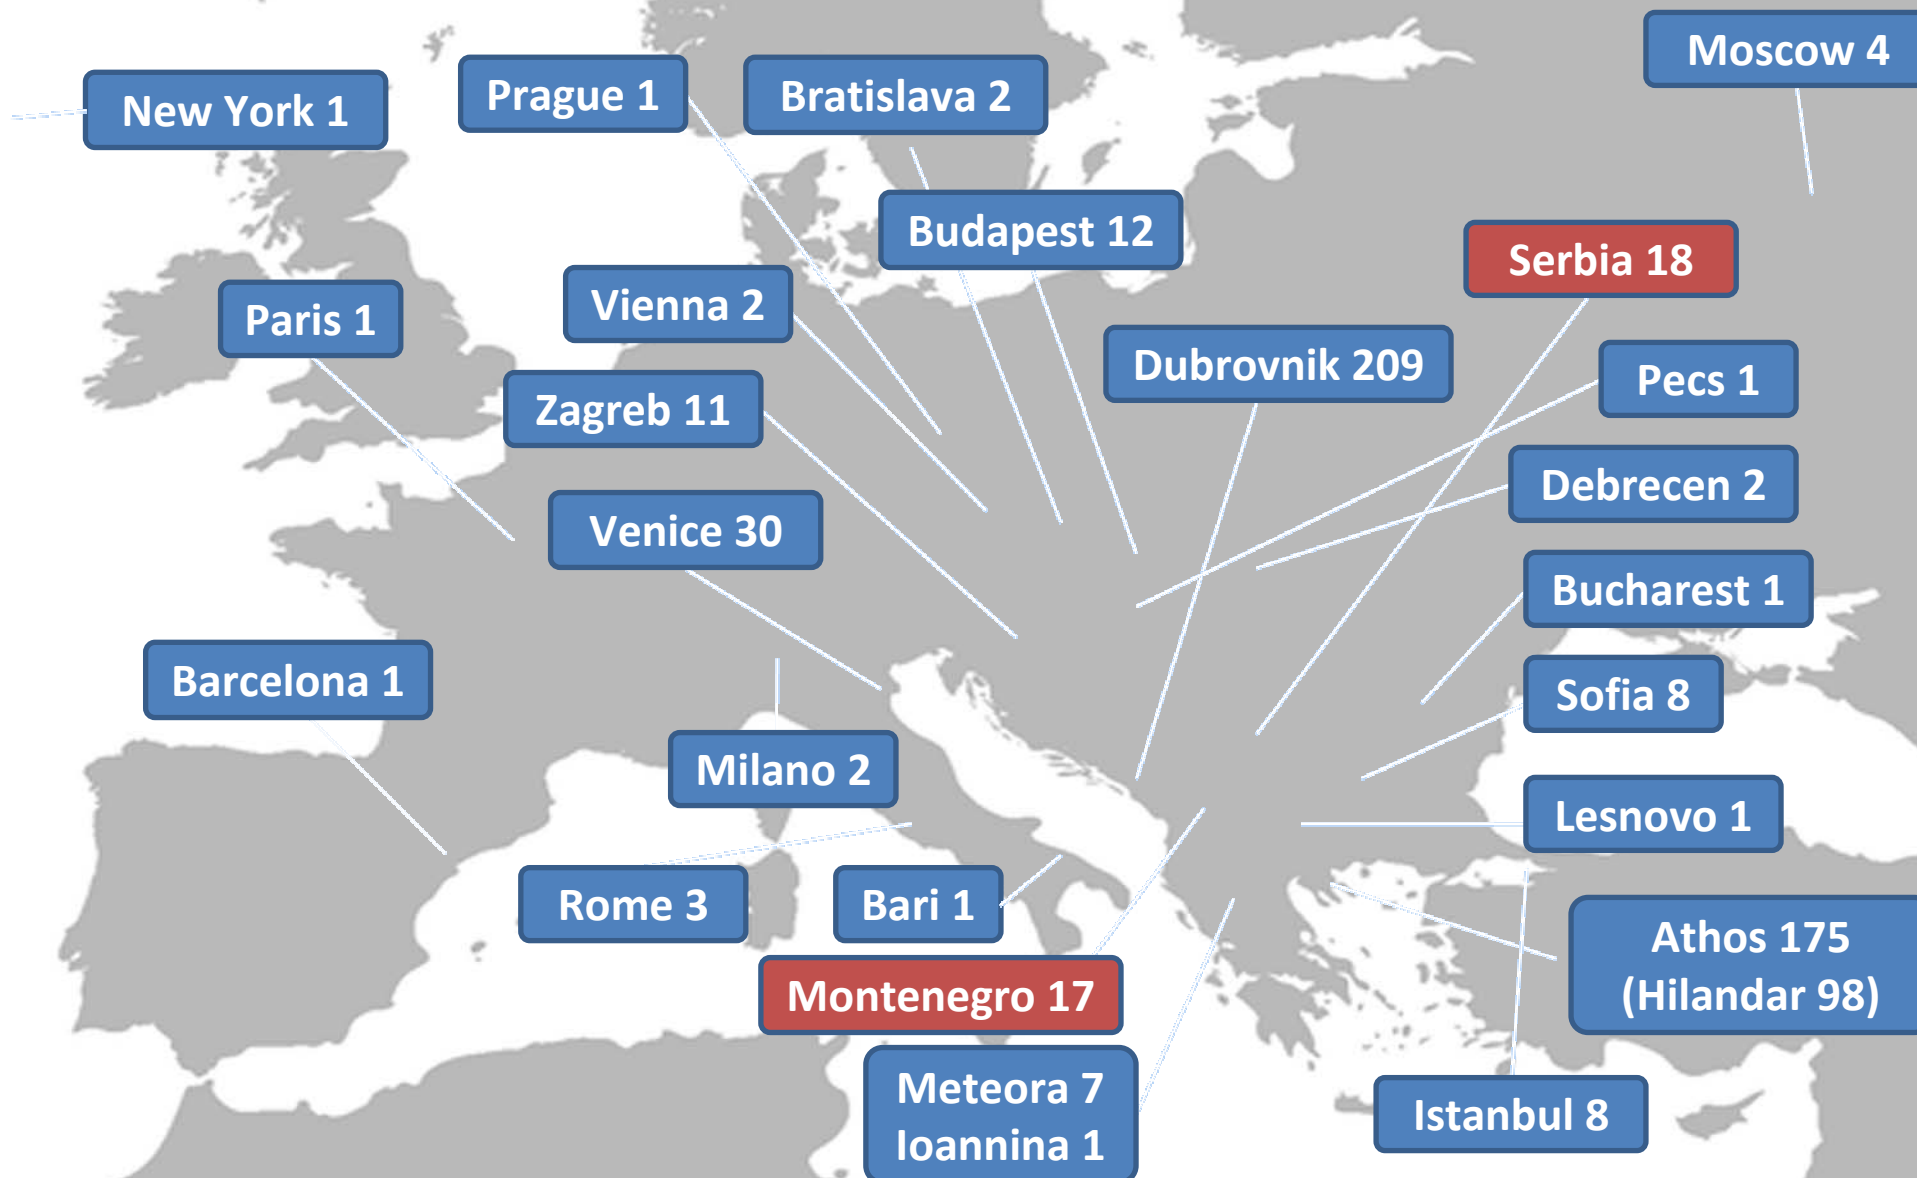 Moscow 4
New York 1
Prague 1
Bratislava 2
Budapest 12
Serbia 18
Vienna 2
Paris 1
Dubrovnik 209
Pecs 1
Zagreb 11
Debrecen 2
Venice 30
Bucharest 1
Barcelona 1
Sofia 8
Milano 2
Lesnovo 1
Rome 3
Bari 1
Athos 175
(Hilandar 98)
Montenegro 17
Meteora 7
Ioannina 1
Istanbul 8